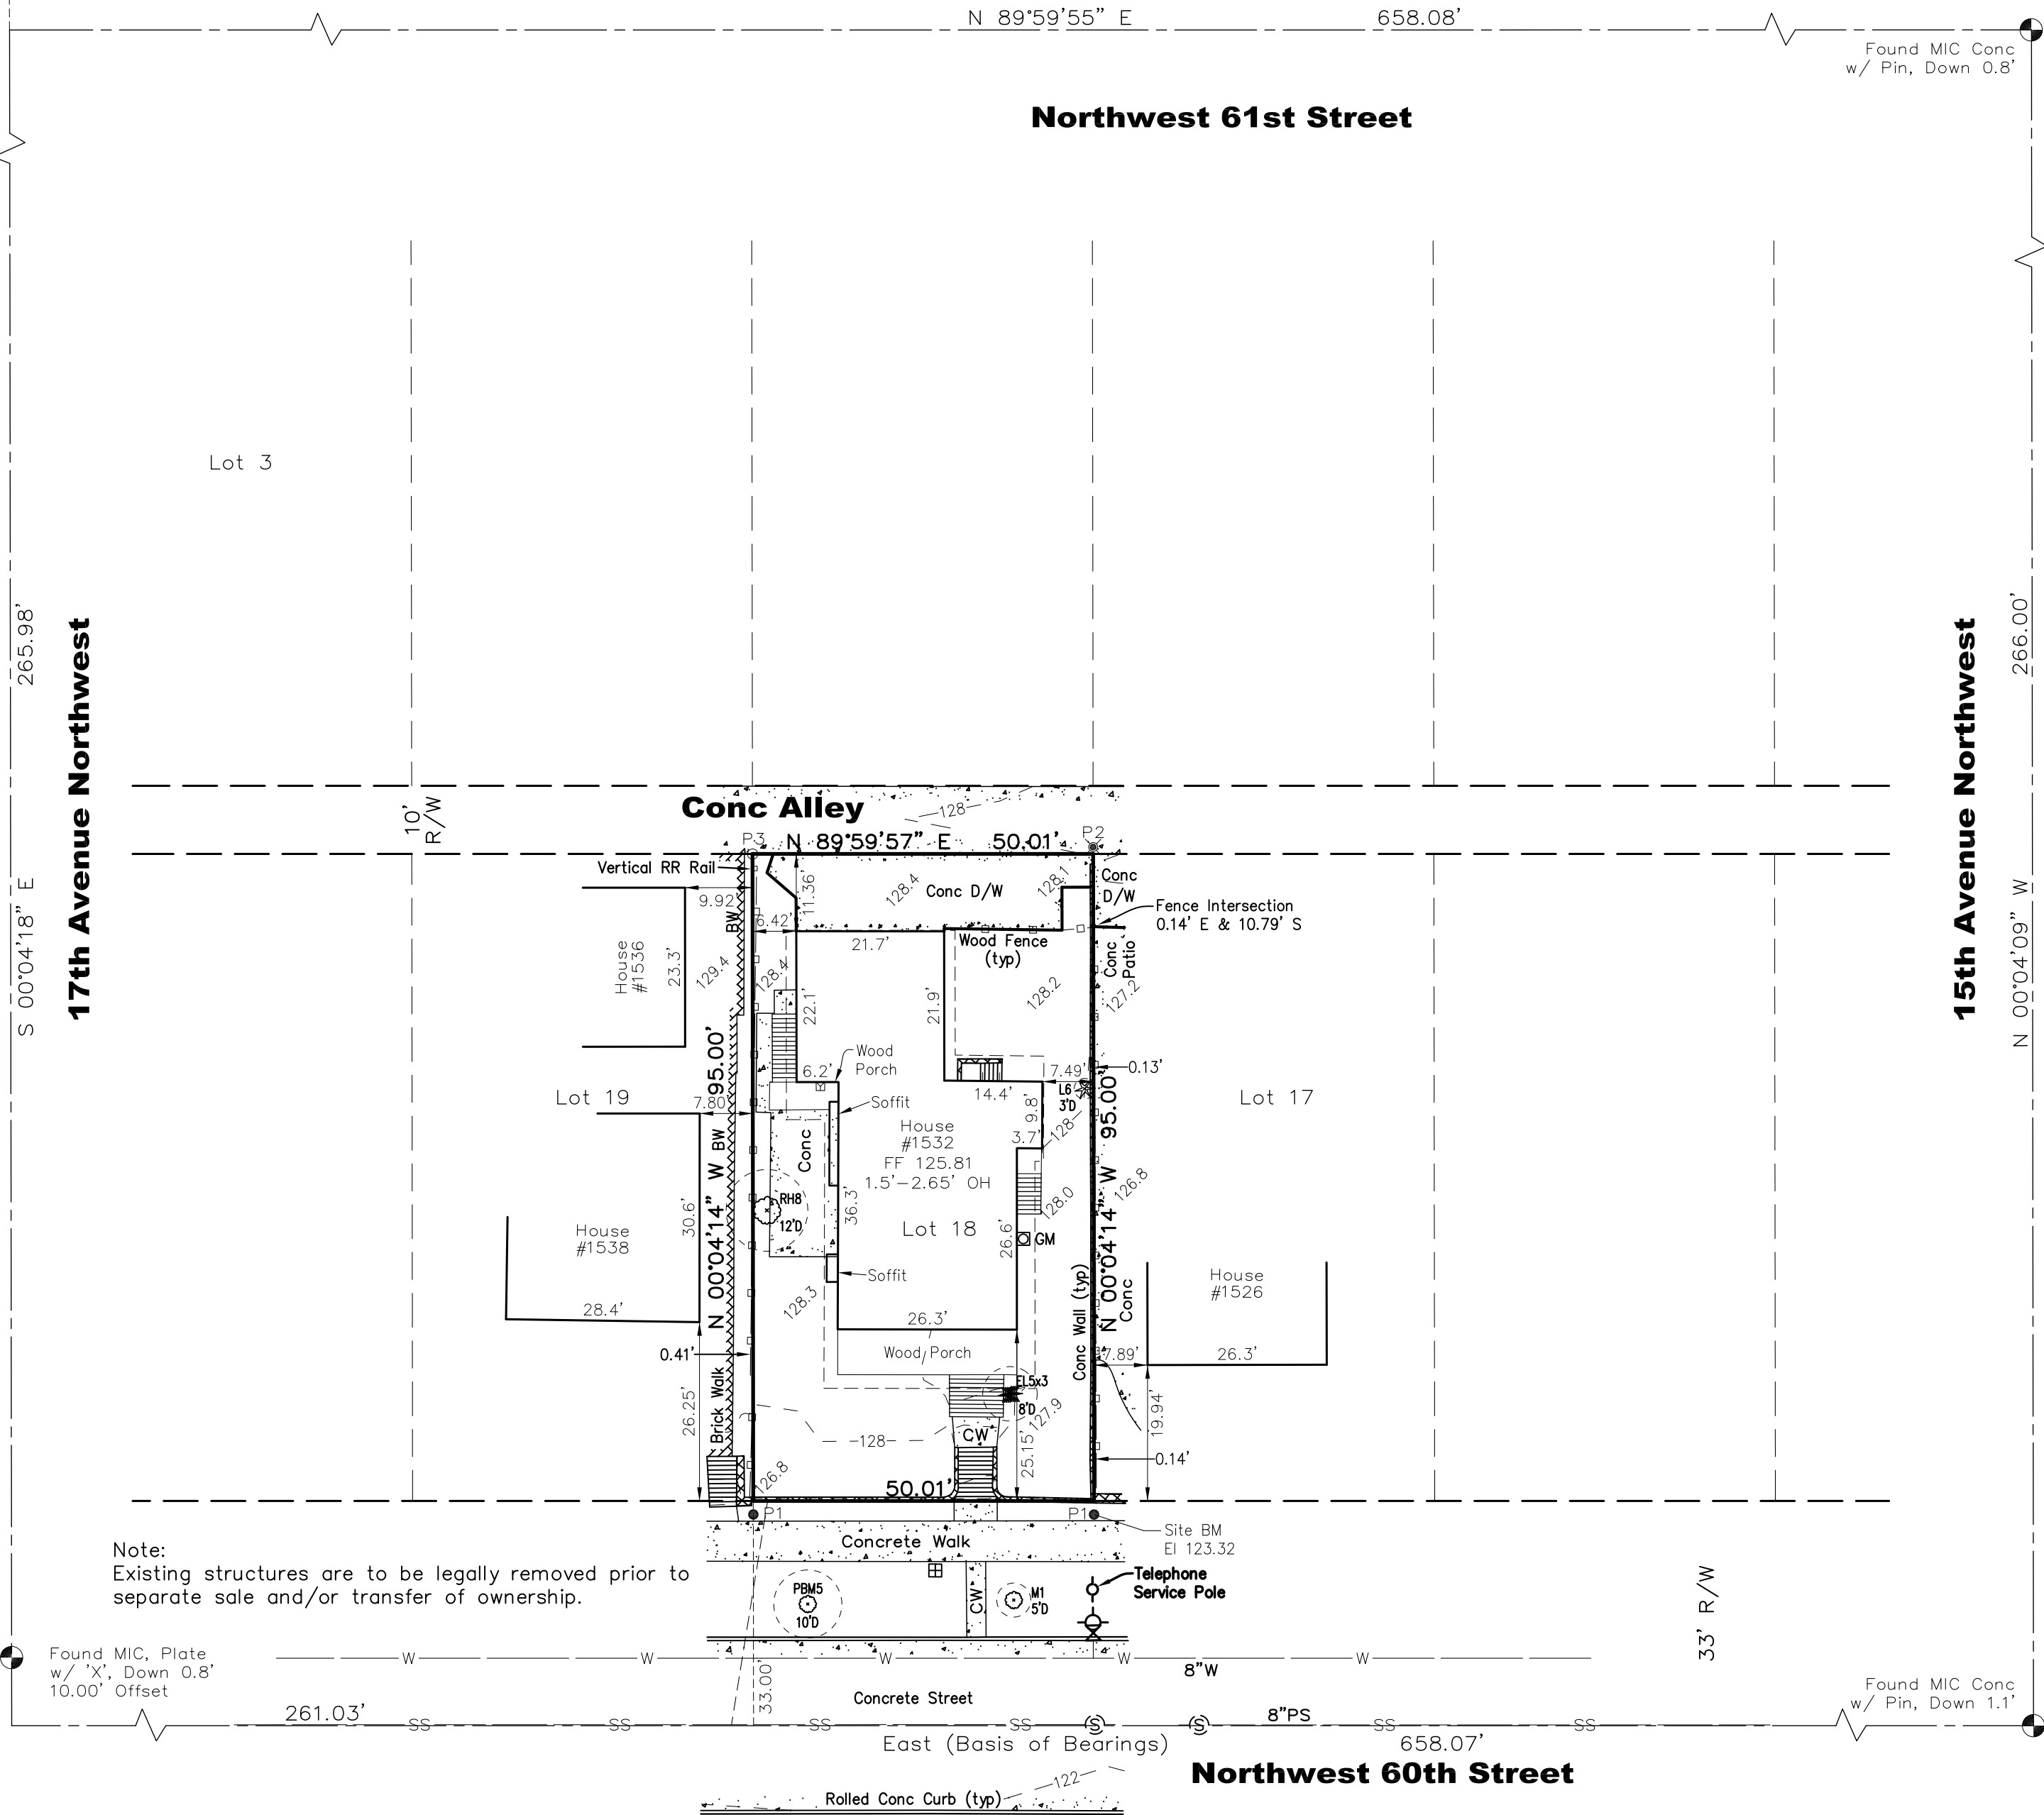 N 89°59'55" E 658.08'
Found MIC Conc
w/ Pin, Down 0.8'
Northwest 61st Street
Lot 3
265.98'
S 00°04'18" E
17th Avenue Northwest
266.00'
N 00°04'09" W
15th Avenue Northwest
10'
R/W
Conc Alley
128
P3
N 89°59'57" E 50.01'
P2
Vertical RR Rail
9.92'
BW
6.42'
11.36'
128.4
Conc D/W
128.1
Conc
D/W
Fence Intersection
0.14' E & 10.79' S
House
#1536
23.3'
129.4
128.4
21.7'
Wood Fence
(typ)
Conc
Patio
127.2
128.2
22.1'
21.9'
Wood
Porch
6.2'
7.49'
0.13'
14.4'
L6
3'D
Lot 19
7.80'
95.00'
N 00°04'14" W
BW
Soffit
Conc
House
#1532
FF 125.81
1.5'-2.65' OH
9.8'
3.7'
128
95.00'
N 00°04'14" W
126.8
Lot 17
RH8
12'D
36.3'
Lot 18
128.0
26.6'
GM
30.6'
House
#1538
28.4'
Soffit
128.3
26.3'
Wood Porch
Conc Wall (typ)
Conc
House
#1526
7.89'
26.3'
0.41'
26.25'
Brick Walk
EL5x3
8'D
127.9
128
CW
25.15'
19.94'
0.14'
126.8
50.01'
P1
P1
Site BM
El 123.32
Concrete Walk
Note:
Existing structures are to be legally removed prior to
separate sale and/or transfer of ownership.
PBM5
10'D
CW
M1
5'D
Telephone
Service Pole
33' R/W
Found MIC, Plate
w/ 'X', Down 0.8'
10.00' Offset
W W W W W
8"W
33.00'
Concrete Street
Found MIC Conc
w/ Pin, Down 1.1'
261.03'
SS SS SS SS S S 8"PS SS SS
East (Basis of Bearings) 658.07'
Northwest 60th Street
122
Rolled Conc Curb (typ)